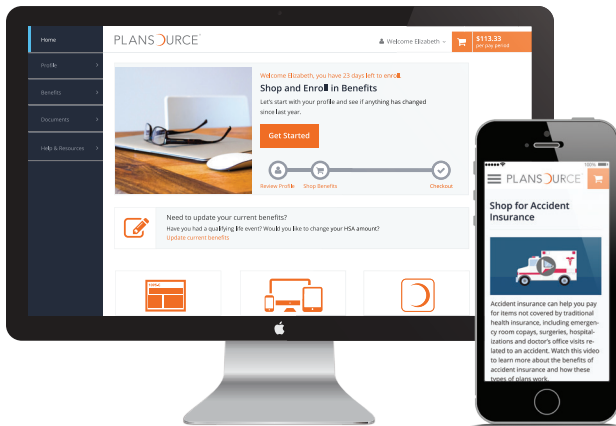 Home
Profile
Benefits
Documents
Help & Resources
PLANSOURCE
Welcome Elizabeth
$113.33
per pay period
Welcome Elizabeth, you have 23 days left to enroll.
Shop and Enroll in Benefits
Let's start with your profile and see if anything has changed
since last year.
Get Started
Review Profile
Shop Benefits
Checkout
Need to update your current benefits?
Have you had a qualifying life event? Would you like to change your HSA amount?
Update current benefits
100%
PLANSOURCE
Shop for Accident
Insurance
Accident insurance can help you pay
for items not covered by traditional
health insurance, including emergen-
cy room copays, surgeries, hospital-
izations and doctor's office visits re-
lated to an accident. Watch this video
to learn more about the benefits of
accident insurance and how these
types of plans work.